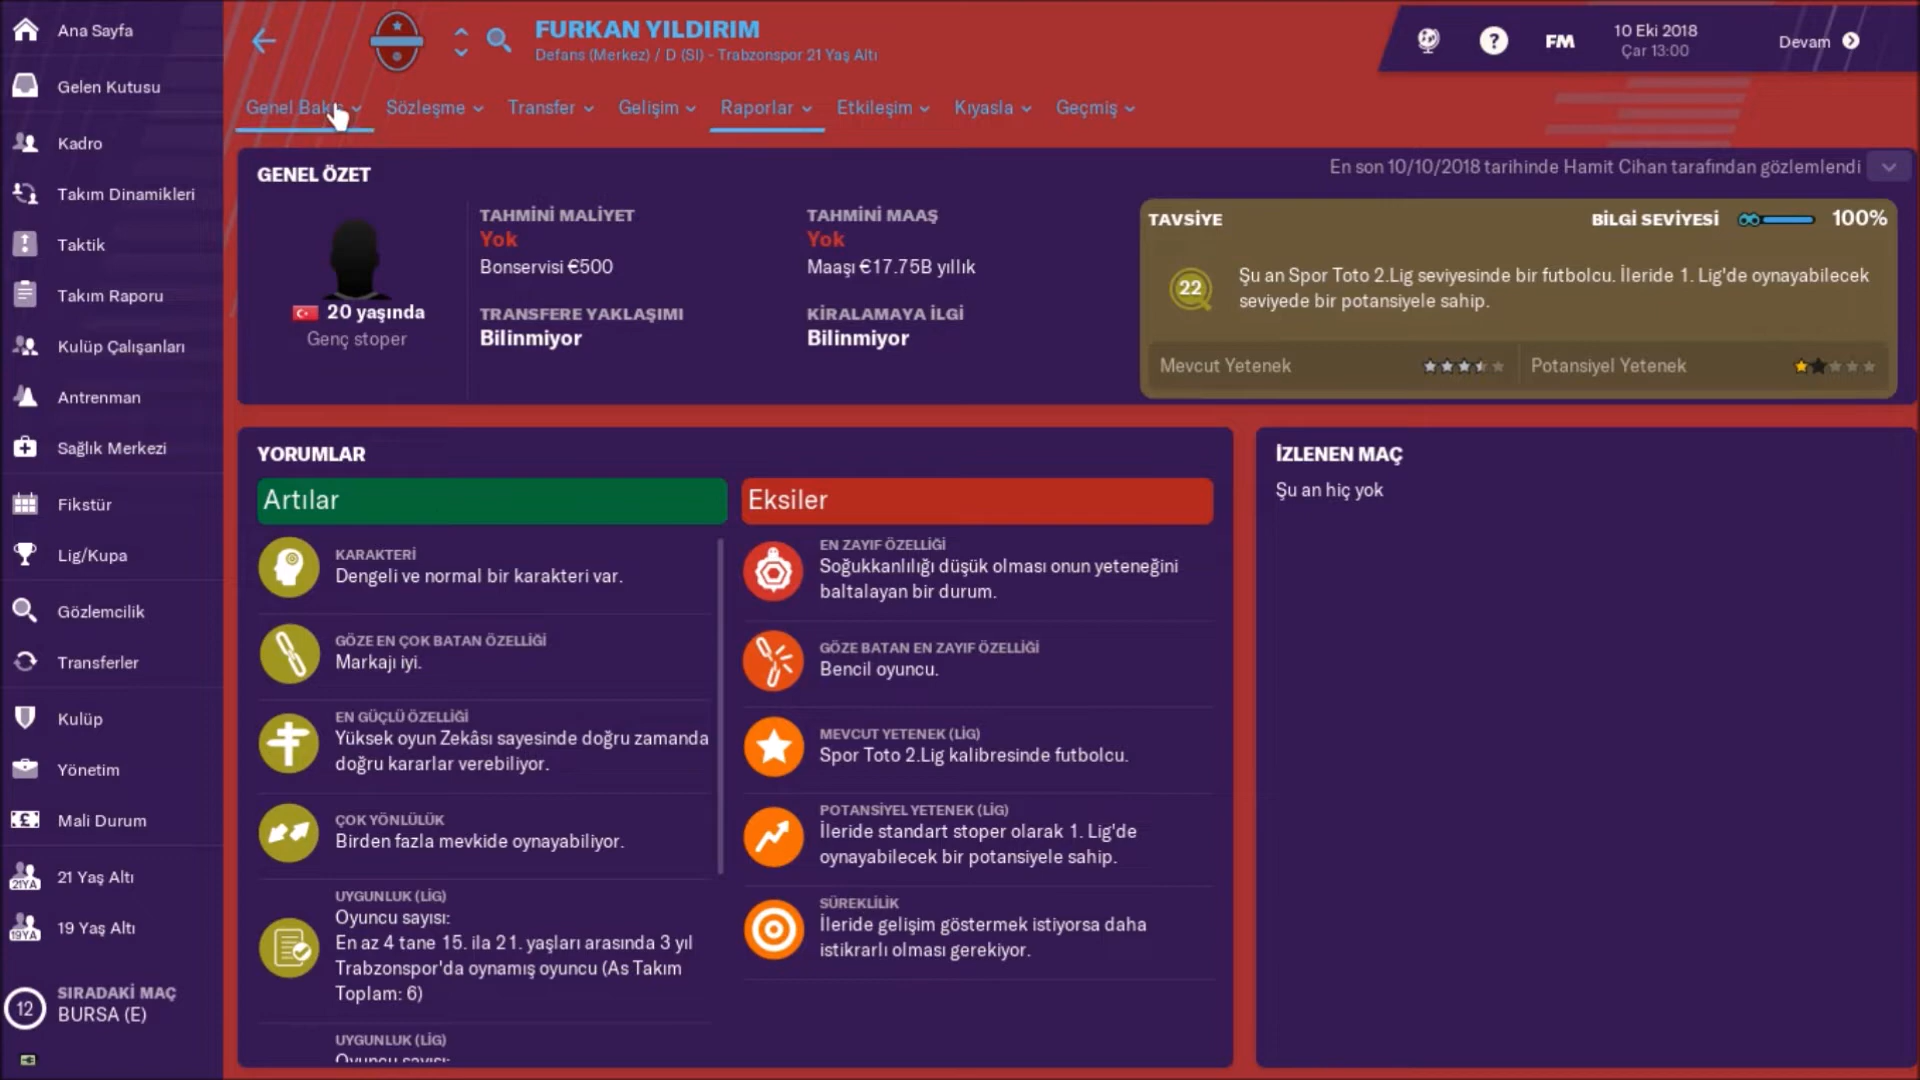 Ana Sayfa
Gelen Kutusu
Kadro
Takım Dinamikleri
Taktik
Takım Raporu
Kulüp Çalışanları
Antrenman
Sağlık Merkezi
Fikstür
Lig/Kupa
Gözlemcilik
Transferler
Kulüp
Yönetim
Mali Durum
21YA
21 Yaş Altı
19YA
19 Yaş Altı
12
SIRADAKİ MAÇ
BURSA (E)
FURKAN YILDIRIM
Defans (Merkez) / D (Sl) - Trabzonspor 21 Yaş Altı
?
FM
10 Eki 2018
Çar 13:00
Devam
Genel Sözleşme Transfer Gelişim Raporlar Etkileşim Kıyasla Geçmiş
GENEL ÖZET
En son 10/10/2018 tarihinde Hamit Cihan tarafından gözlemlendi
20 yaşında
Genç stoper
TAHMİNİ MALİYET
Yok
Bonservisi €500
TRANSFERE YAKLAŞIMI
Bilinmiyor
TAHMİNİ MAAŞ
Yok
Maaşı €17.75B yıllık
KİRALAMAYA İLGİ
Bilinmiyor
TAVSİYE
BİLGİ SEVİYESİ
100%
22
Şu an Spor Toto 2.Lig seviyesinde bir futbolcu. İleride 1. Lig'de oynayabilecek
seviyede bir potansiyele sahip.
Mevcut Yetenek
Potansiyel Yetenek
YORUMLAR
Artılar
KARAKTERİ
Dengeli ve normal bir karakteri var.
GÖZE EN ÇOK BATAN ÖZELLİĞİ
Markajı iyi.
EN GÜÇLÜ ÖZELLİĞİ
Yüksek oyun Zekâsı sayesinde doğru zamanda
doğru kararlar verebiliyor.
ÇOK YÖNLÜLÜK
Birden fazla mevkide oynayabiliyor.
UYGUNLUK (LİG)
Oyuncu sayısı:
En az 4 tane 15. ila 21. yaşları arasında 3 yıl
Trabzonspor'da oynamış oyuncu (As Takım
Toplam: 6)
UYGUNLUK (LİG)
Oyuncu sayısı:
Eksiler
EN ZAYIF ÖZELLİĞİ
Soğukkanlılığı düşük olması onun yeteneğini
baltalayan bir durum.
GÖZE BATAN EN ZAYIF ÖZELLİĞİ
Bencil oyuncu.
MEVCUT YETENEK (LİG)
Spor Toto 2.Lig kalibresinde futbolcu.
POTANSİYEL YETENEK (LİG)
İleride standart stoper olarak 1. Lig'de
oynayabilecek bir potansiyele sahip.
SÜREKLİLİK
İleride gelişim göstermek istiyorsa daha
istikrarlı olması gerekiyor.
İZLENEN MAÇ
Şu an hiç yok